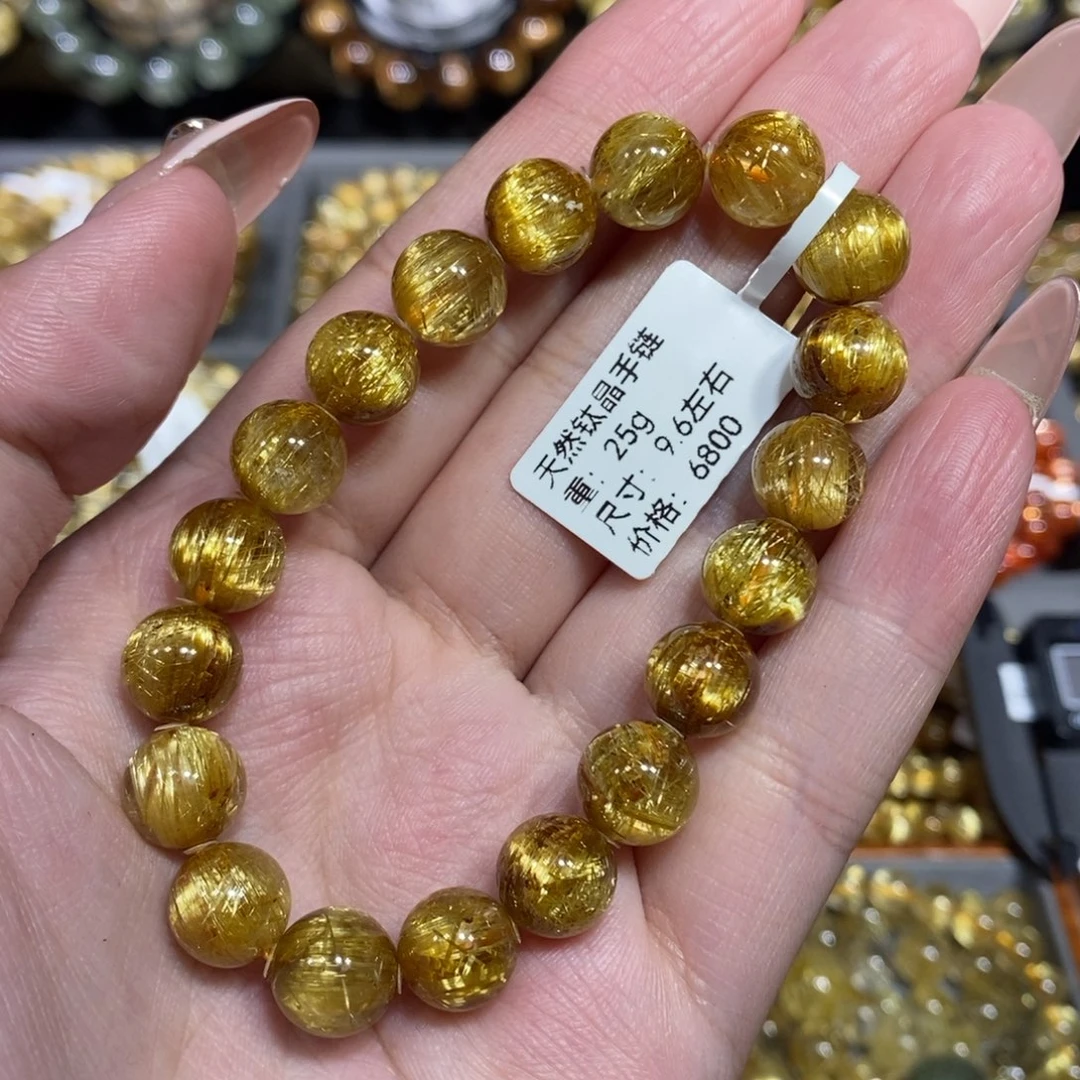 天然钛晶手链
重: 25g
尺寸: 9.6左右
价格: 6800